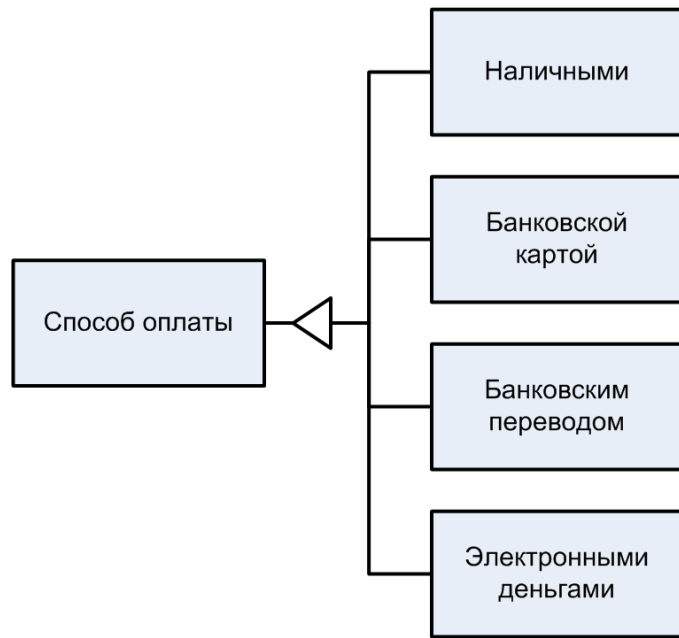 Наличными
Банковской
картой
Способ оплаты
Банковским
переводом
Электронными
деньгами